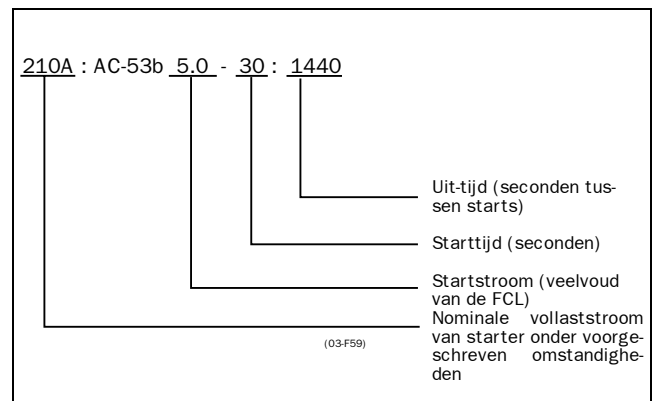 210A : AC-53b 5.0 - 30 : 1440
Uit-tijd (seconden tus-
sen starts)
Starttijd (seconden)
Startstroom (veelvoud
van de FCL)
Nominale vollaststroom
van starter onder voorge-
schreven omstandighe-
den
(03-F59)